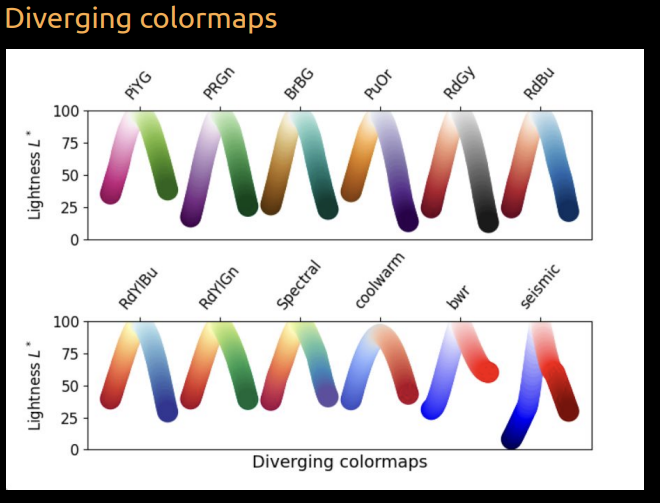 Diverging colormaps
PiYG PRGn BrBG PuOr RdGy RdBu
100
75
50
25
0
Lightness L*
RdYlBu RdYlGn Spectral coolwarm bwr seismic
100
75
50
25
0
Lightness L*
Diverging colormaps